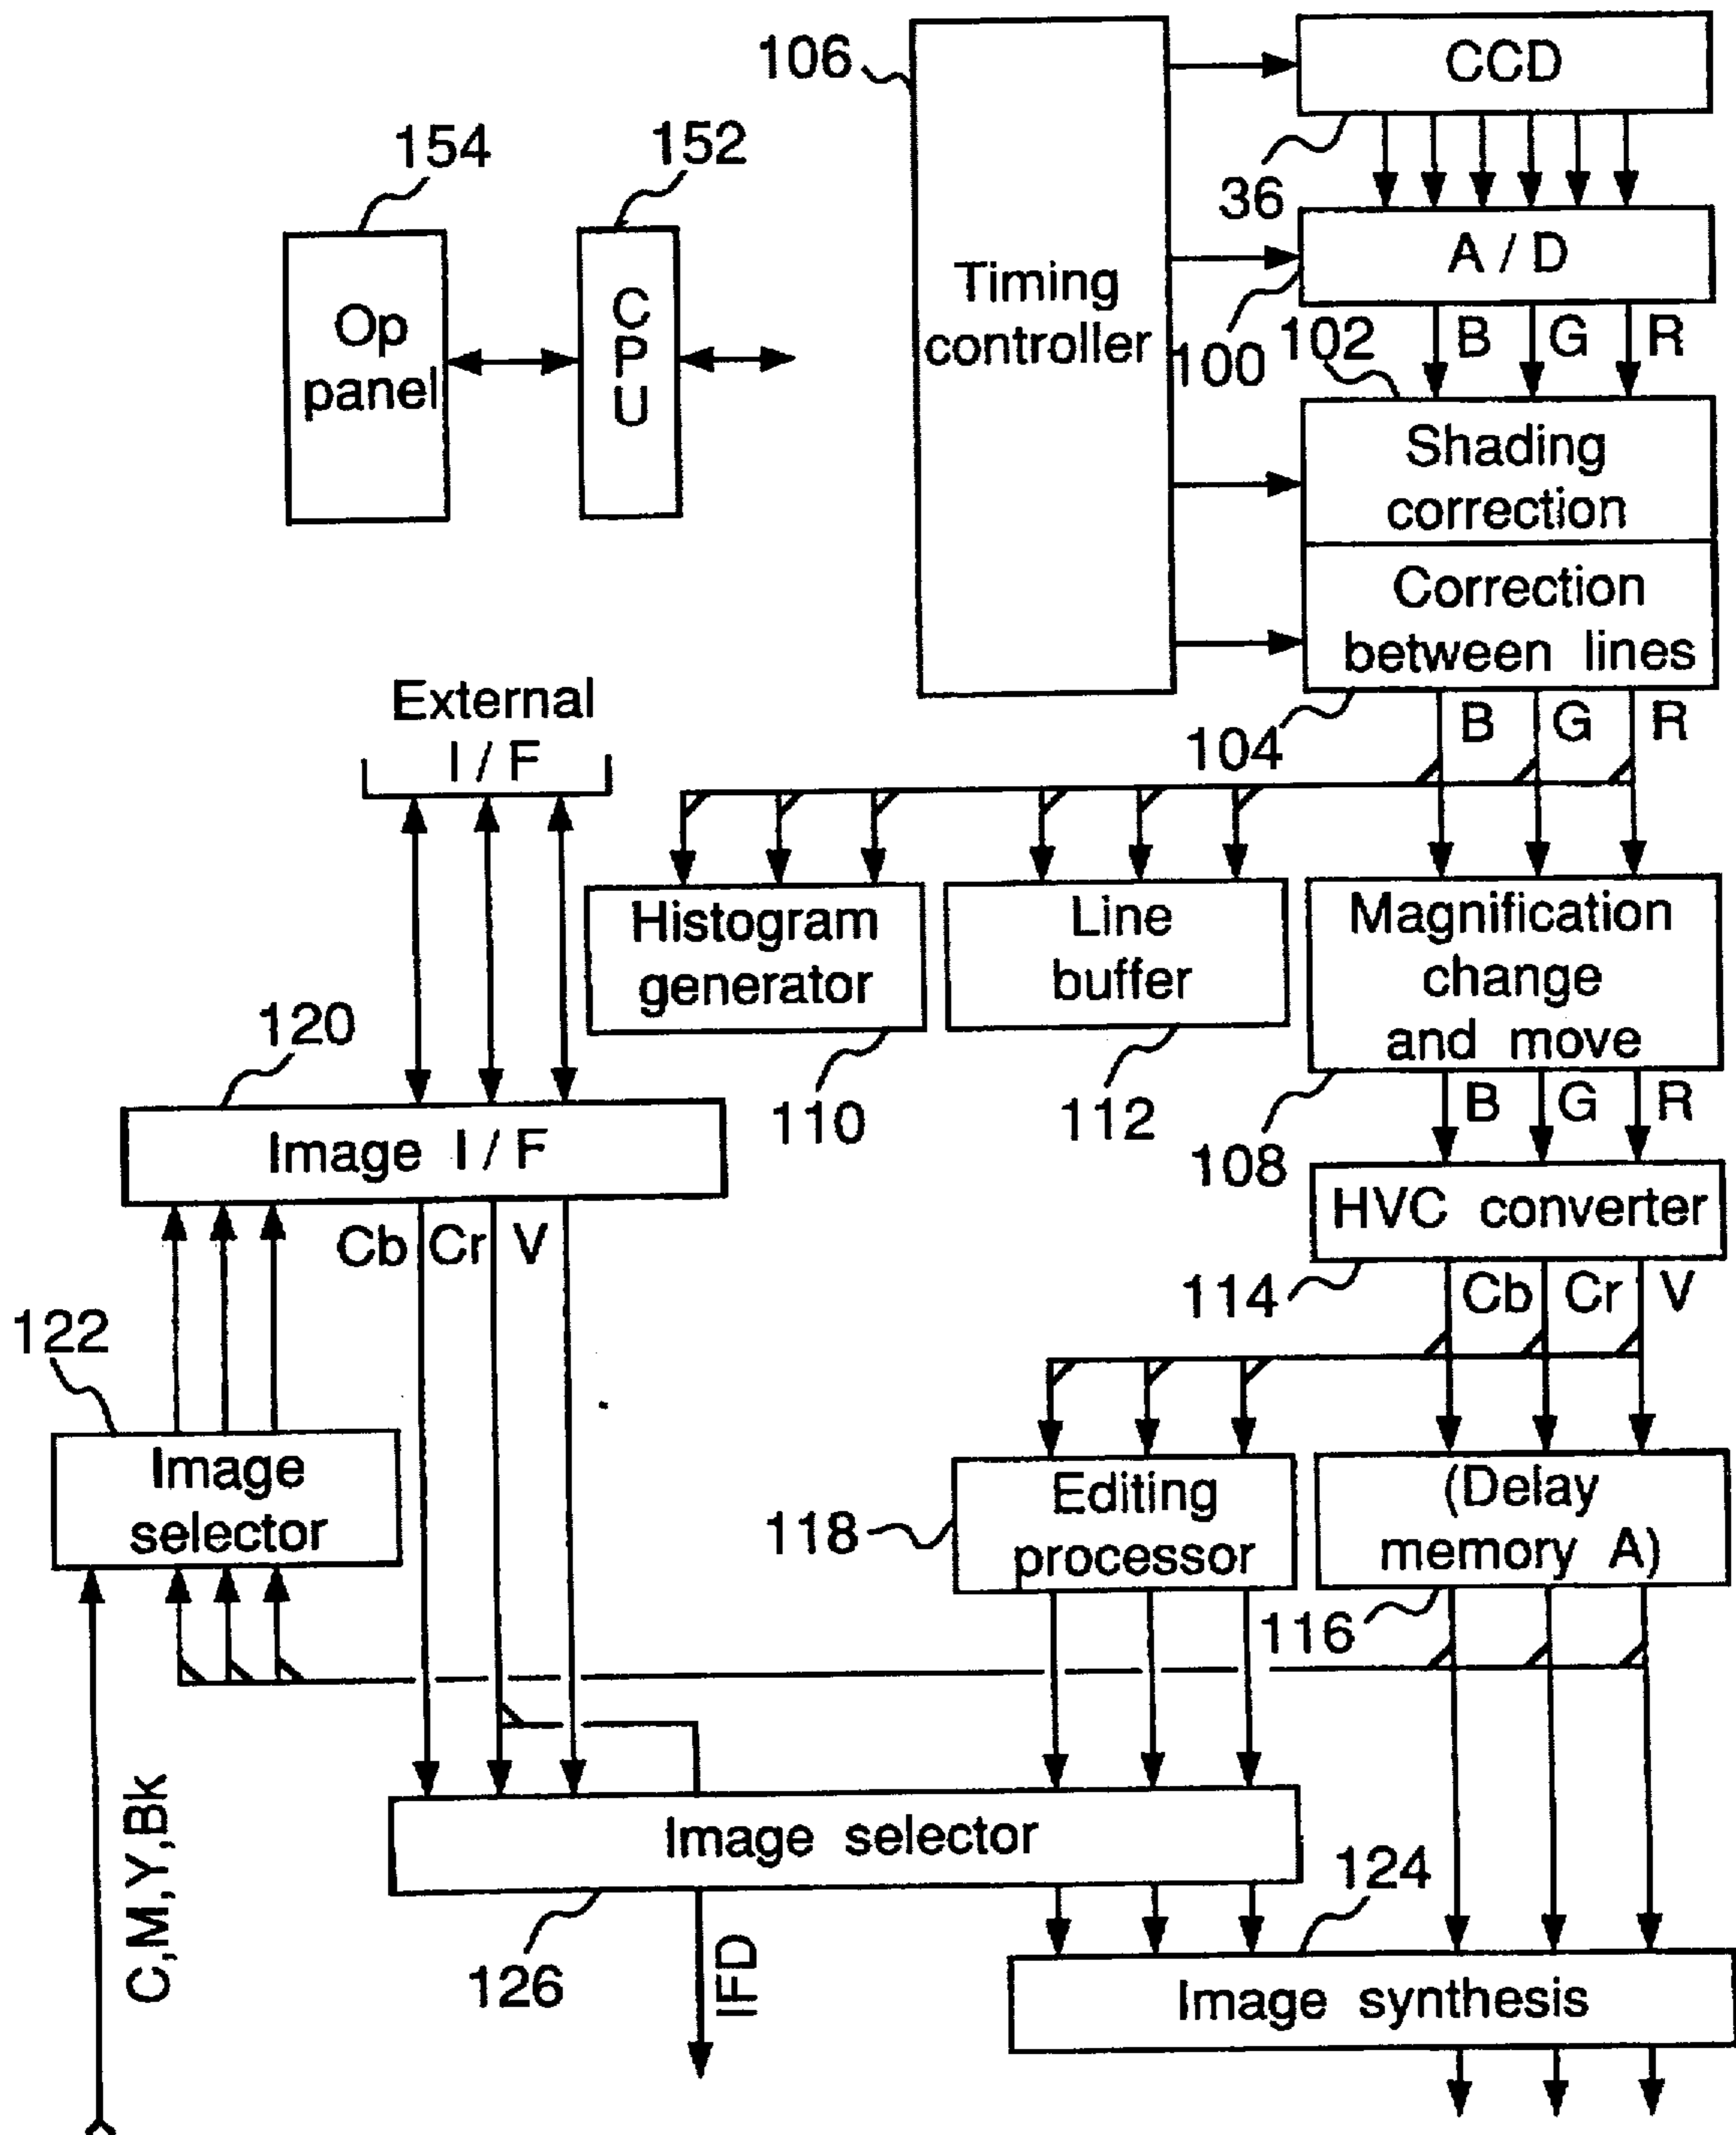 106
CCD
154
152
36
A / D
Op
panel
C
P
U
Timing
controller
100
102
B
G
R
Shading
correction
Correction
between lines
External
I / F
104
B
G
R
Histogram
generator
Line
buffer
Magnification
change
and move
120
110
112
108
B
G
R
Image I / F
HVC converter
Cb
Cr
V
114
Cb
Cr
V
122
Image
selector
118
Editing
processor
(Delay
memory A)
116
C,M,Y,Bk
Image selector
124
126
IFD
Image synthesis